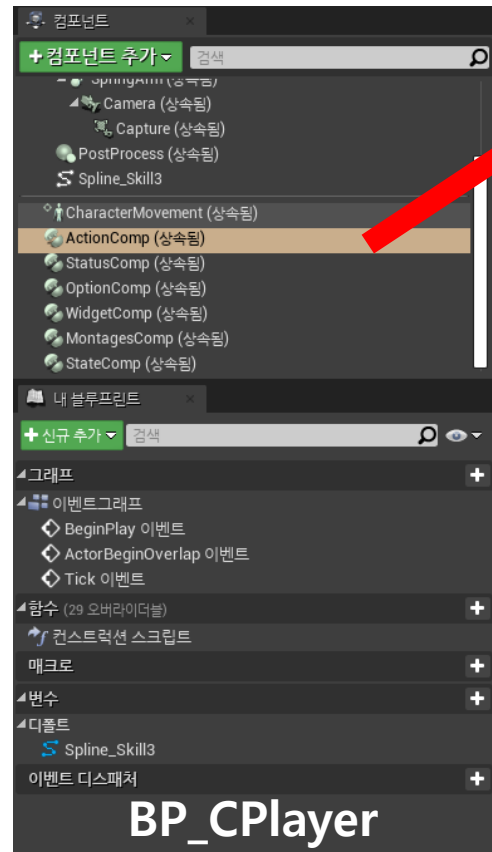 컴포넌트
+컴포넌트 추가 검색
SpringArm (상속됨)
Camera (상속됨)
Capture (상속됨)
PostProcess (상속됨)
Spline_Skill3
CharacterMovement (상속됨)
ActionComp (상속됨)
StatusComp (상속됨)
OptionComp (상속됨)
WidgetComp (상속됨)
MontagesComp (상속됨)
StateComp (상속됨)
내 블루프린트
+신규 추가 검색
그래프 +
이벤트그래프
BeginPlay 이벤트
ActorBeginOverlap 이벤트
Tick 이벤트
함수 (29 오버라이더블) +
컨스트럭션 스크립트
매크로 +
변수 +
디폴트
Spline_Skill3
이벤트 디스패처 +
BP_CPlayer